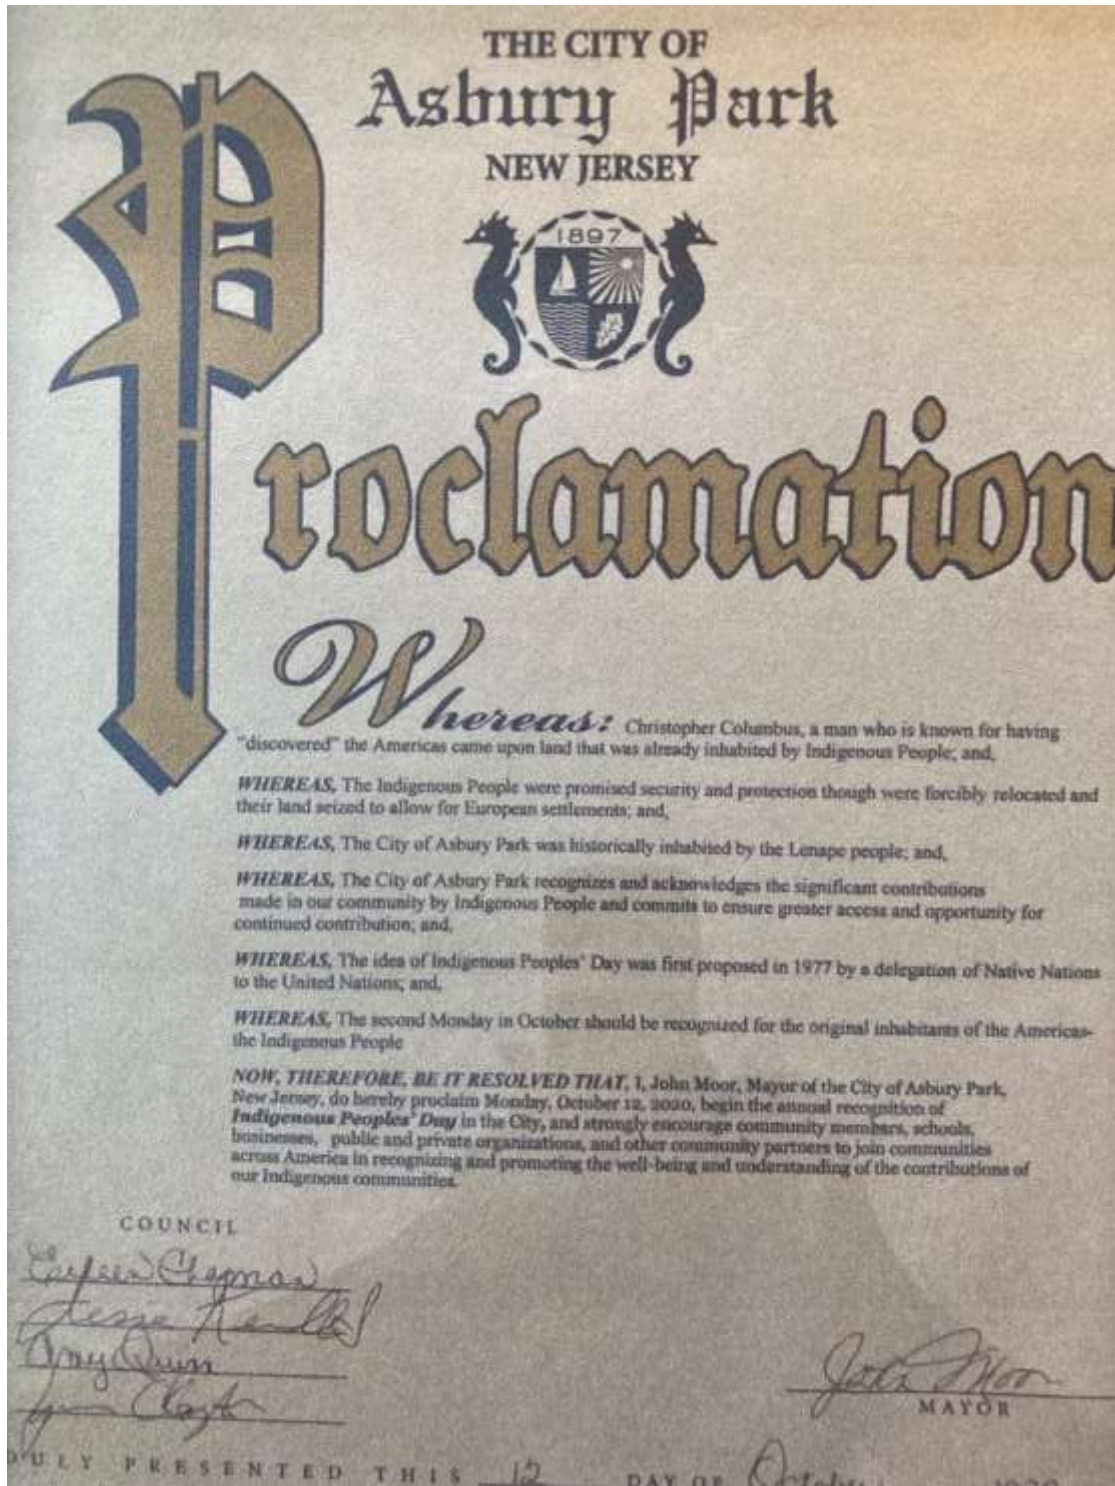 THE CITY OF
Asbury Park
NEW JERSEY
1897
Proclamation
Whereas: Christopher Columbus, a man who is known for having
"discovered" the Americas came upon land that was already inhabited by Indigenous People; and,
WHEREAS, The Indigenous People were promised security and protection though were forcibly relocated and
their land seized to allow for European settlements; and,
WHEREAS, The City of Asbury Park was historically inhabited by the Lenape people; and,
WHEREAS, The City of Asbury Park recognizes and acknowledges the significant contributions
made in our community by Indigenous People and commits to ensure greater access and opportunity for
continued contribution; and,
WHEREAS, The idea of Indigenous Peoples' Day was first proposed in 1977 by a delegation of Native Nations
to the United Nations; and,
WHEREAS, The second Monday in October should be recognized for the original inhabitants of the Americas-
the Indigenous People
NOW, THEREFORE, BE IT RESOLVED THAT, I, John Moor, Mayor of the City of Asbury Park,
New Jersey, do hereby proclaim Monday, October 12, 2020, begin the annual recognition of
Indigenous Peoples' Day in the City, and strongly encourage community members, schools,
businesses, public and private organizations, and other community partners to join communities
across America in recognizing and promoting the well-being and understanding of the contributions of
our Indigenous communities.
COUNCIL
Chapman
Amy Quinn
Clayton
John Moor
MAYOR
DULY PRESENTED THIS 12 DAY OF October